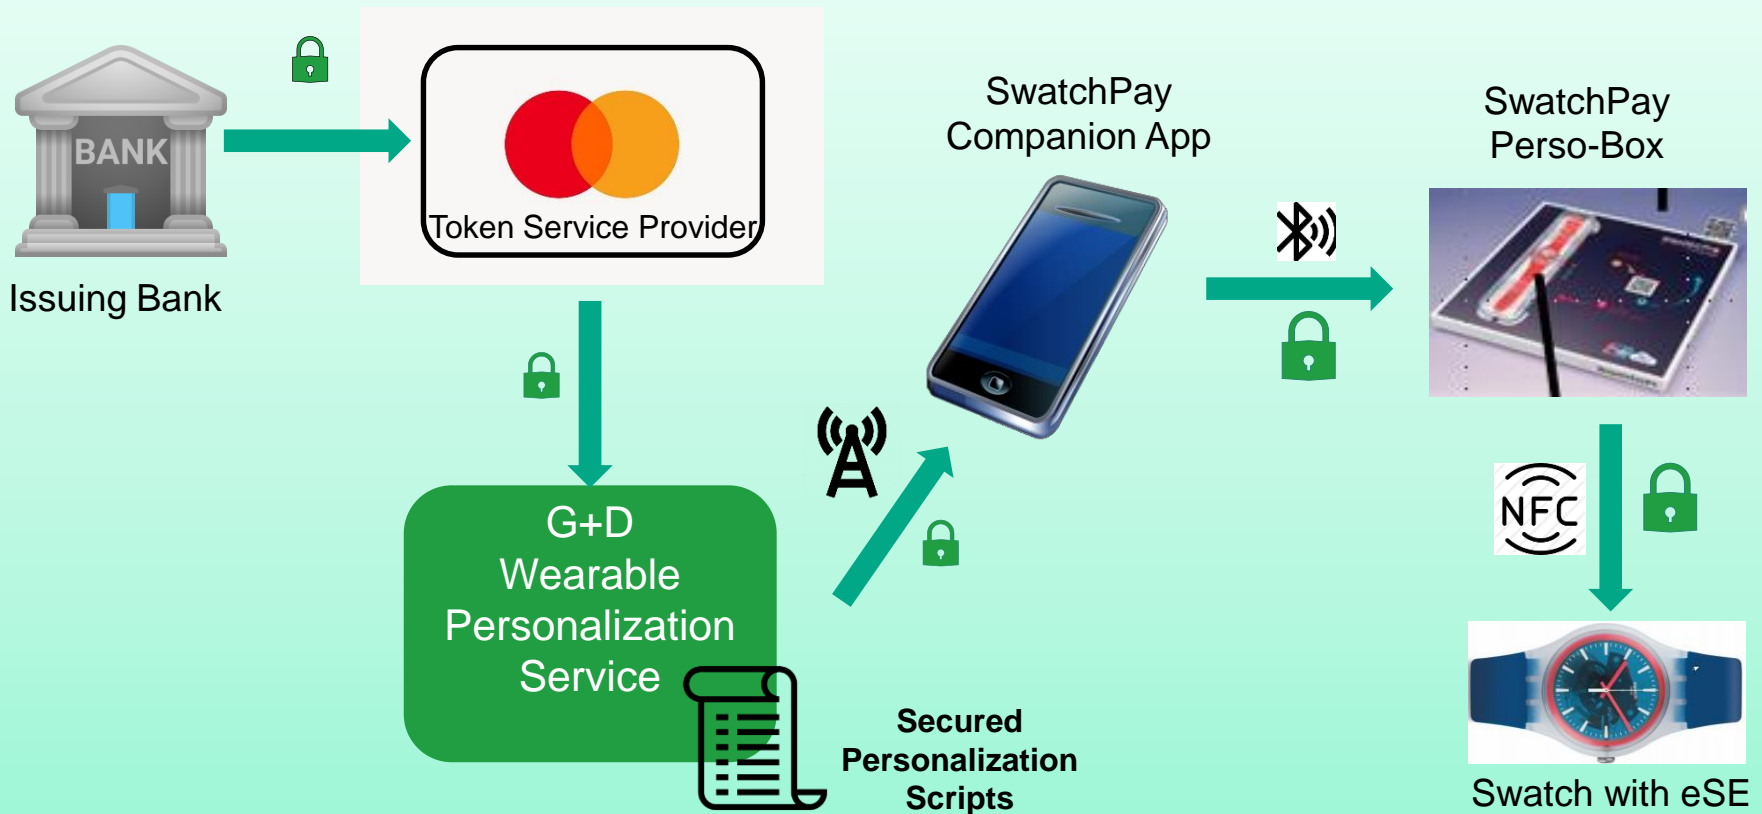 BANK
Issuing Bank
Token Service Provider
SwatchPay
Companion App
SwatchPay
Perso-Box
G+D
Wearable
Personalization
Service
Secured
Personalization
Scripts
NFC
Swatch with eSE